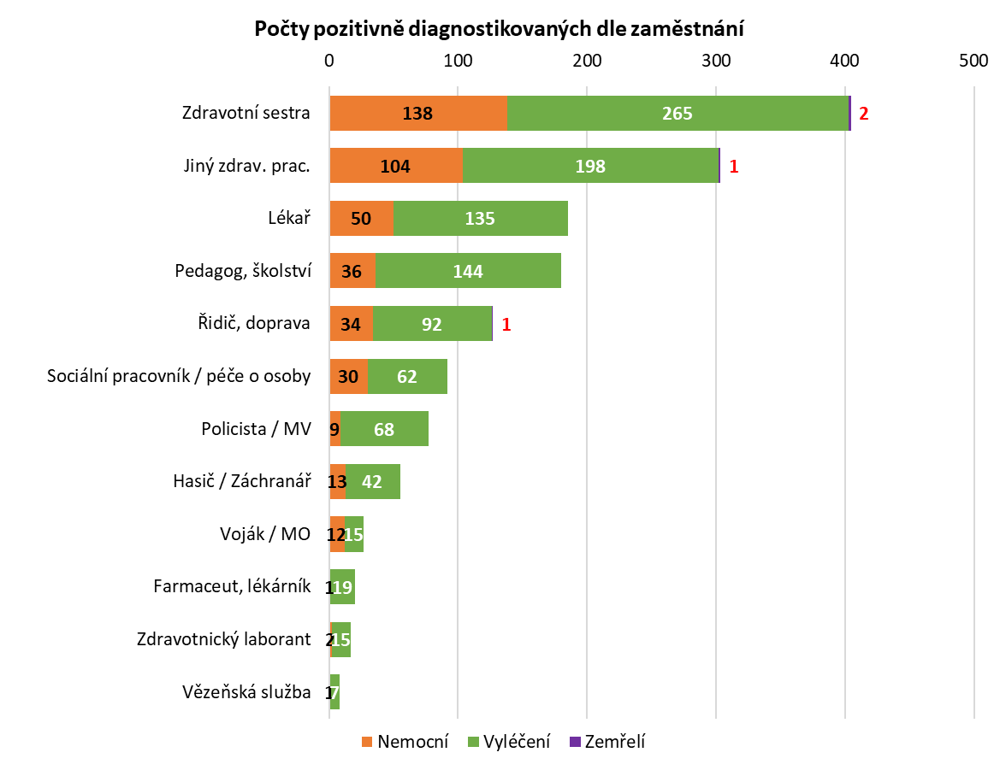 Počty pozitivně diagnostikovaných dle zaměstnání
0 100 200 300 400 500
Zdravotní sestra 138 265 2
Jiný zdrav. prac. 104 198 1
Lékař 50 135
Pedagog, školství 36 144
Řidič, doprava 34 92 1
Sociální pracovník / péče o osoby 30 62
Policista / MV 9 68
Hasič / Záchranář 13 42
Voják / MO 12 15
Farmaceut, lékárník 1 19
Zdravotnický laborant 2 15
Vězeňská služba 1 7
Nemocní Vyléčení Zemřelí